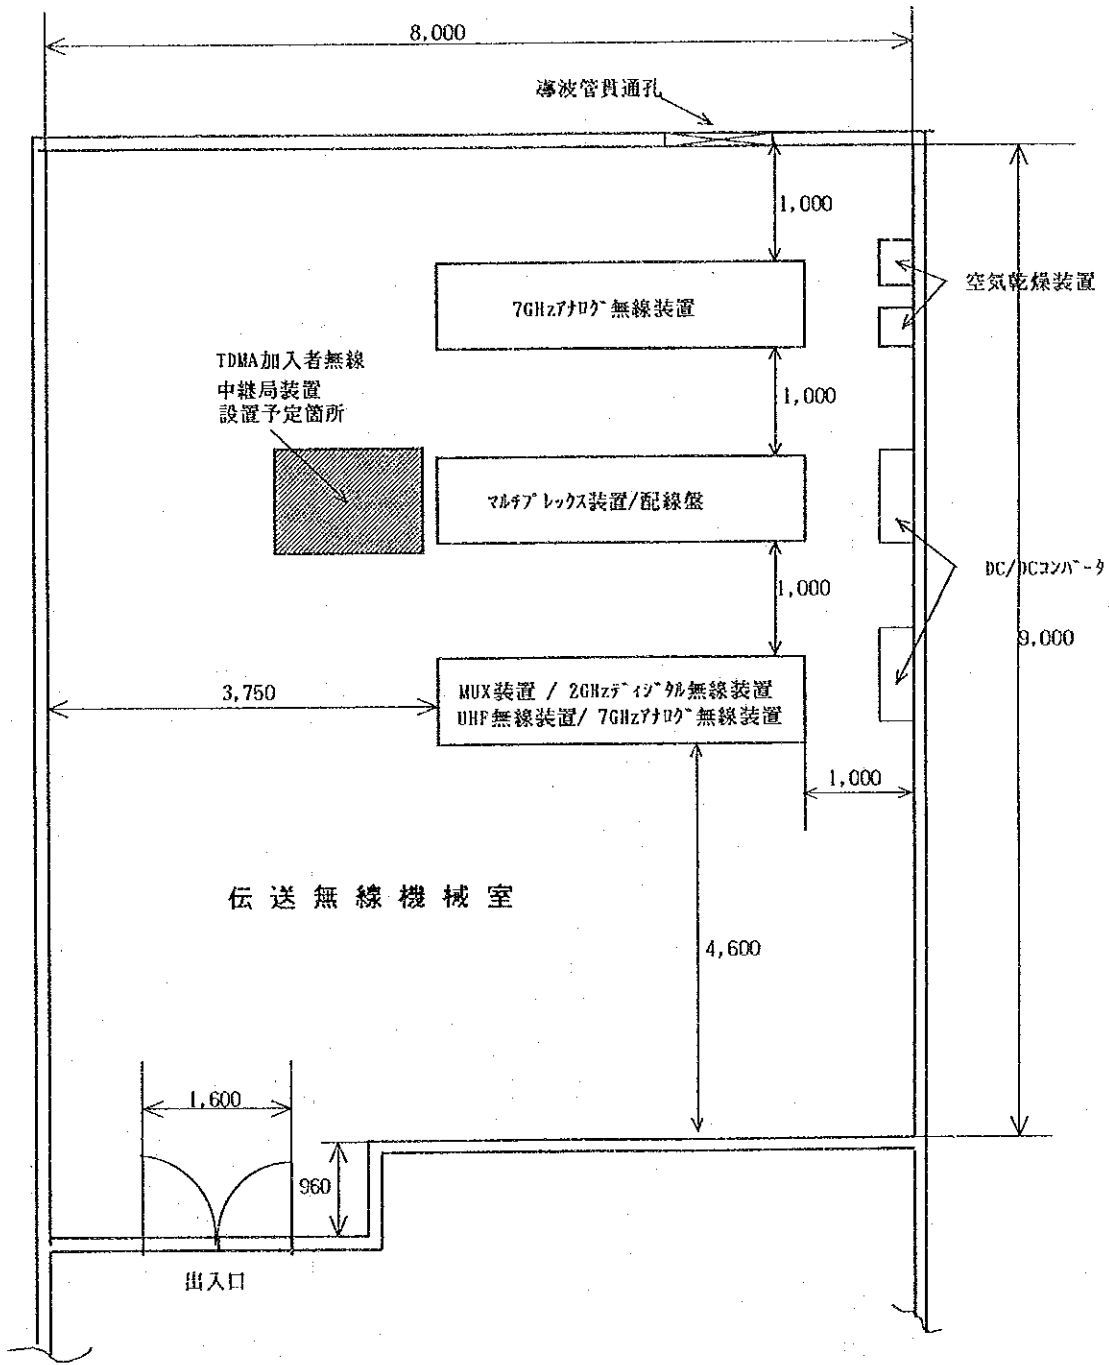 8,000
導波管貫通孔
1,000
空気乾燥装置
7GHzアナログ無線装置
TDMA加入者無線
中継局装置
設置予定箇所
1,000
マルチプレックス装置/配線盤
DC/DCコンバータ
1,000
9,000
3,750
MUX装置 / 2GHzディジタル無線装置
UHF無線装置/ 7GHzアナログ無線装置
1,000
伝送無線機械室
4,600
1,600
960
出入口